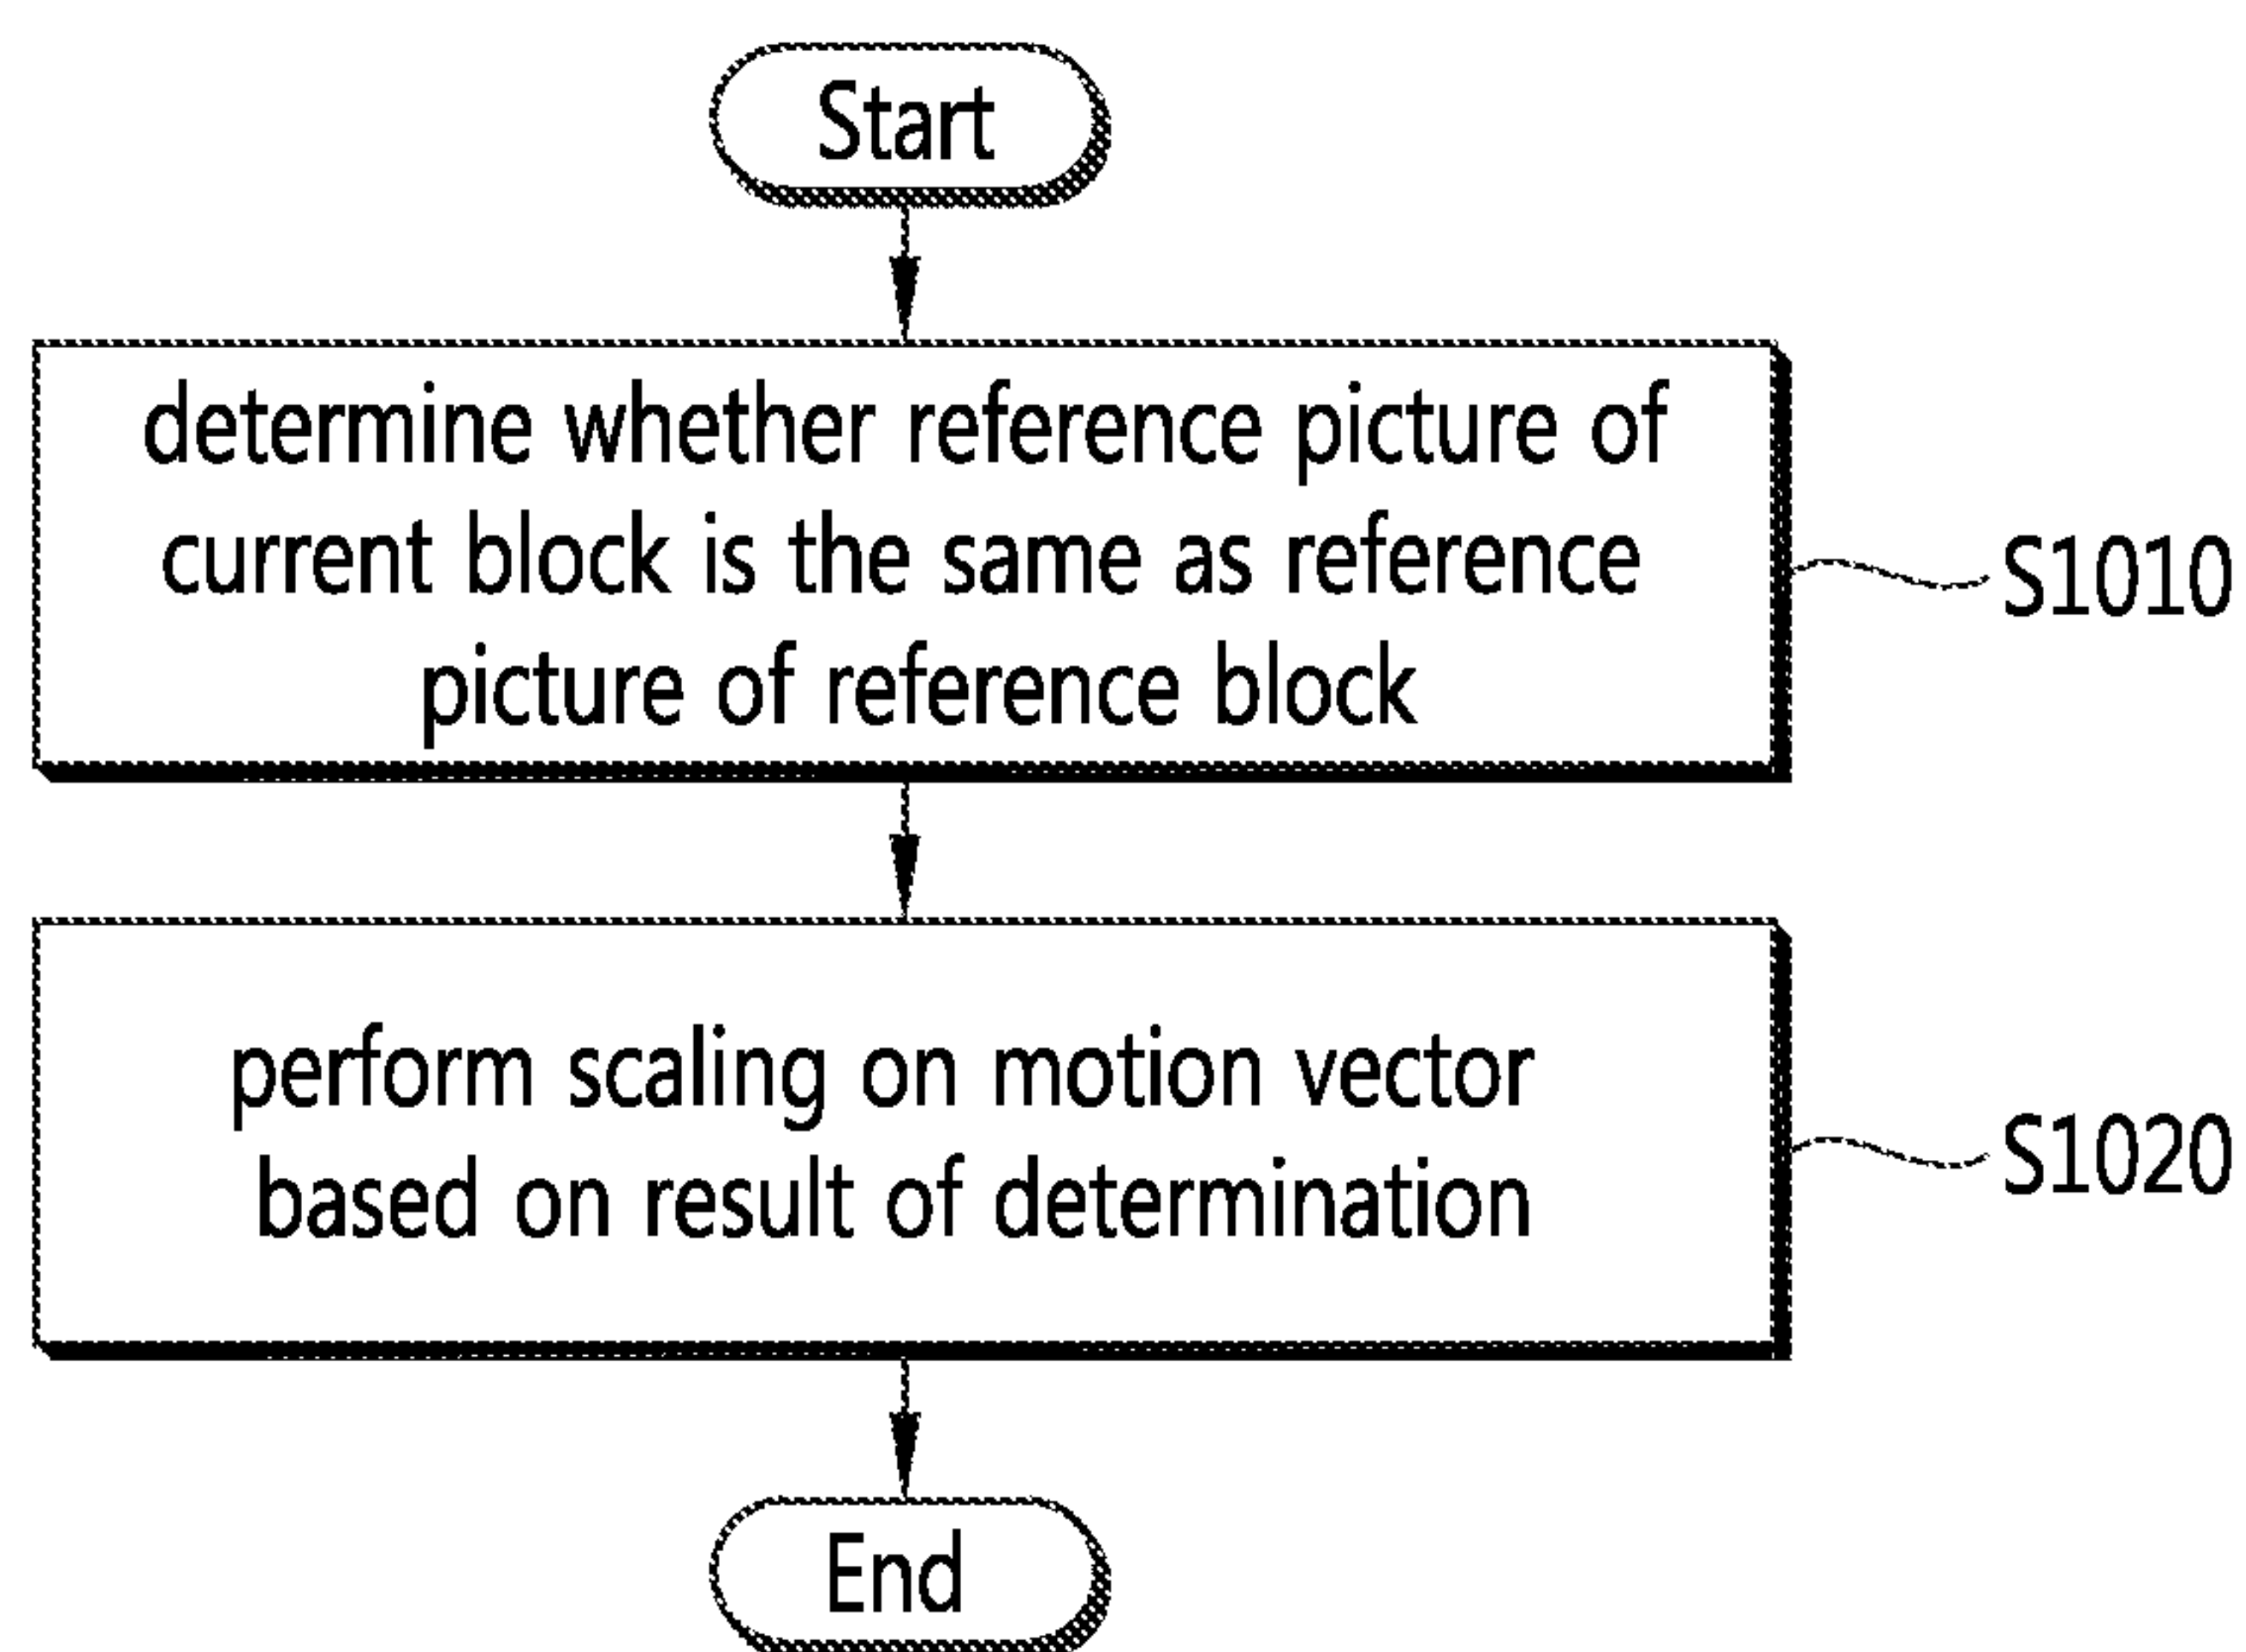 Start
determine whether reference picture of
current block is the same as reference
picture of reference block
S1010
perform scaling on motion vector
based on result of determination
S1020
End